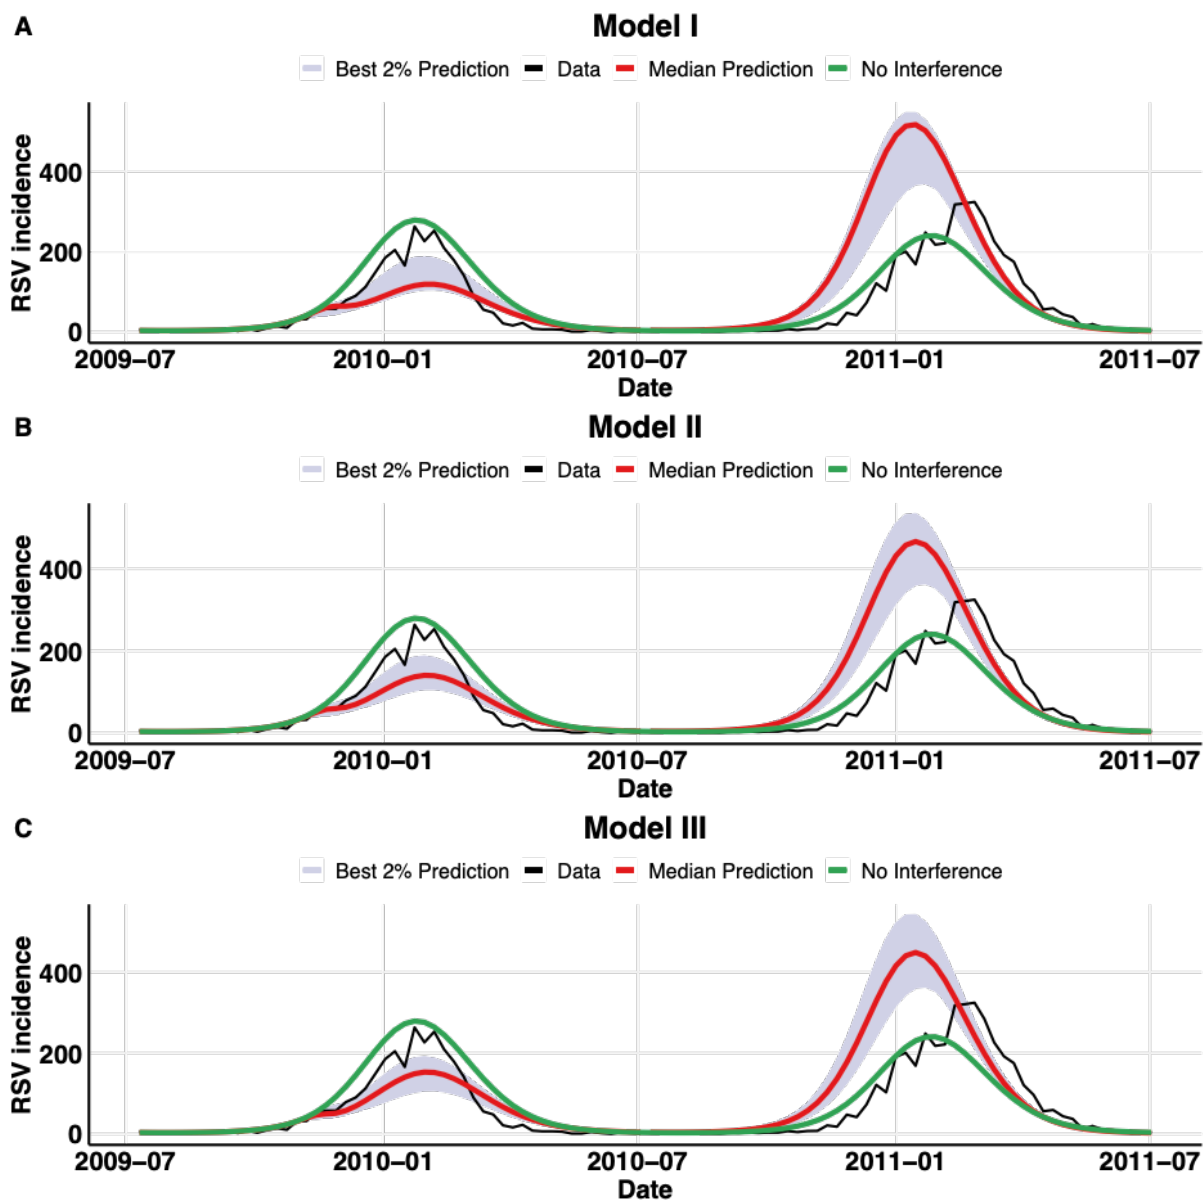 A
Model I
Best 2% Prediction Data Median Prediction No Interference
RSV incidence
400
200
0
2009−07 2010−01 2010−07 2011−01 2011−07
Date
B
Model II
Best 2% Prediction Data Median Prediction No Interference
RSV incidence
400
200
0
2009−07 2010−01 2010−07 2011−01 2011−07
Date
C
Model III
Best 2% Prediction Data Median Prediction No Interference
RSV incidence
400
200
0
2009−07 2010−01 2010−07 2011−01 2011−07
Date